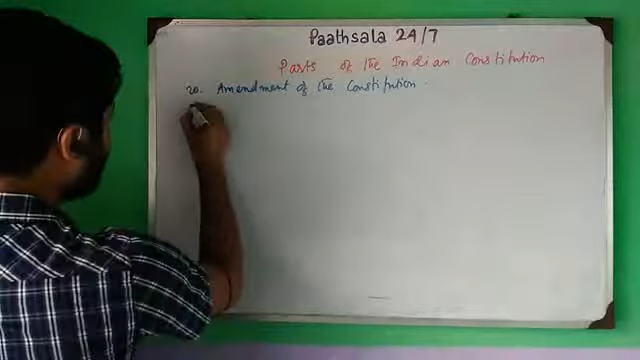 Paathsala 24/7
Parts of the Indian Constitution
20. Amendment of the Constitution.